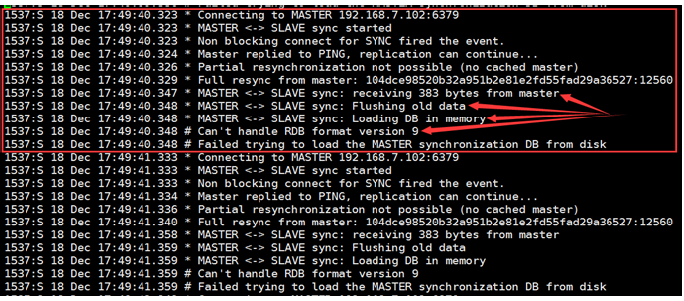 1537:S 18 Dec 17:49:40.323 * Connecting to MASTER 192.168.7.102:6379
1537:S 18 Dec 17:49:40.323 * MASTER <-> SLAVE sync started
1537:S 18 Dec 17:49:40.323 * Non blocking connect for SYNC fired the event.
1537:S 18 Dec 17:49:40.324 * Master replied to PING, replication can continue...
1537:S 18 Dec 17:49:40.326 * Partial resynchronization not possible (no cached master)
1537:S 18 Dec 17:49:40.329 * Full resync from master: 104dce98520b32a951b2e81e2fd55fad29a36527:12560
1537:S 18 Dec 17:49:40.347 * MASTER <-> SLAVE sync: receiving 383 bytes from master
1537:S 18 Dec 17:49:40.348 * MASTER <-> SLAVE sync: Flushing old data
1537:S 18 Dec 17:49:40.348 * MASTER <-> SLAVE sync: Loading DB in memory
1537:S 18 Dec 17:49:40.348 # Can't handle RDB format version 9
1537:S 18 Dec 17:49:40.348 # Failed trying to load the MASTER synchronization DB from disk
1537:S 18 Dec 17:49:41.333 * Connecting to MASTER 192.168.7.102:6379
1537:S 18 Dec 17:49:41.333 * MASTER <-> SLAVE sync started
1537:S 18 Dec 17:49:41.333 * Non blocking connect for SYNC fired the event.
1537:S 18 Dec 17:49:41.334 * Master replied to PING, replication can continue...
1537:S 18 Dec 17:49:41.336 * Partial resynchronization not possible (no cached master)
1537:S 18 Dec 17:49:41.340 * Full resync from master: 104dce98520b32a951b2e81e2fd55fad29a36527:12560
1537:S 18 Dec 17:49:41.358 * MASTER <-> SLAVE sync: receiving 383 bytes from master
1537:S 18 Dec 17:49:41.359 * MASTER <-> SLAVE sync: Flushing old data
1537:S 18 Dec 17:49:41.359 * MASTER <-> SLAVE sync: Loading DB in memory
1537:S 18 Dec 17:49:41.359 # Can't handle RDB format version 9
1537:S 18 Dec 17:49:41.359 # Failed trying to load the MASTER synchronization DB from disk